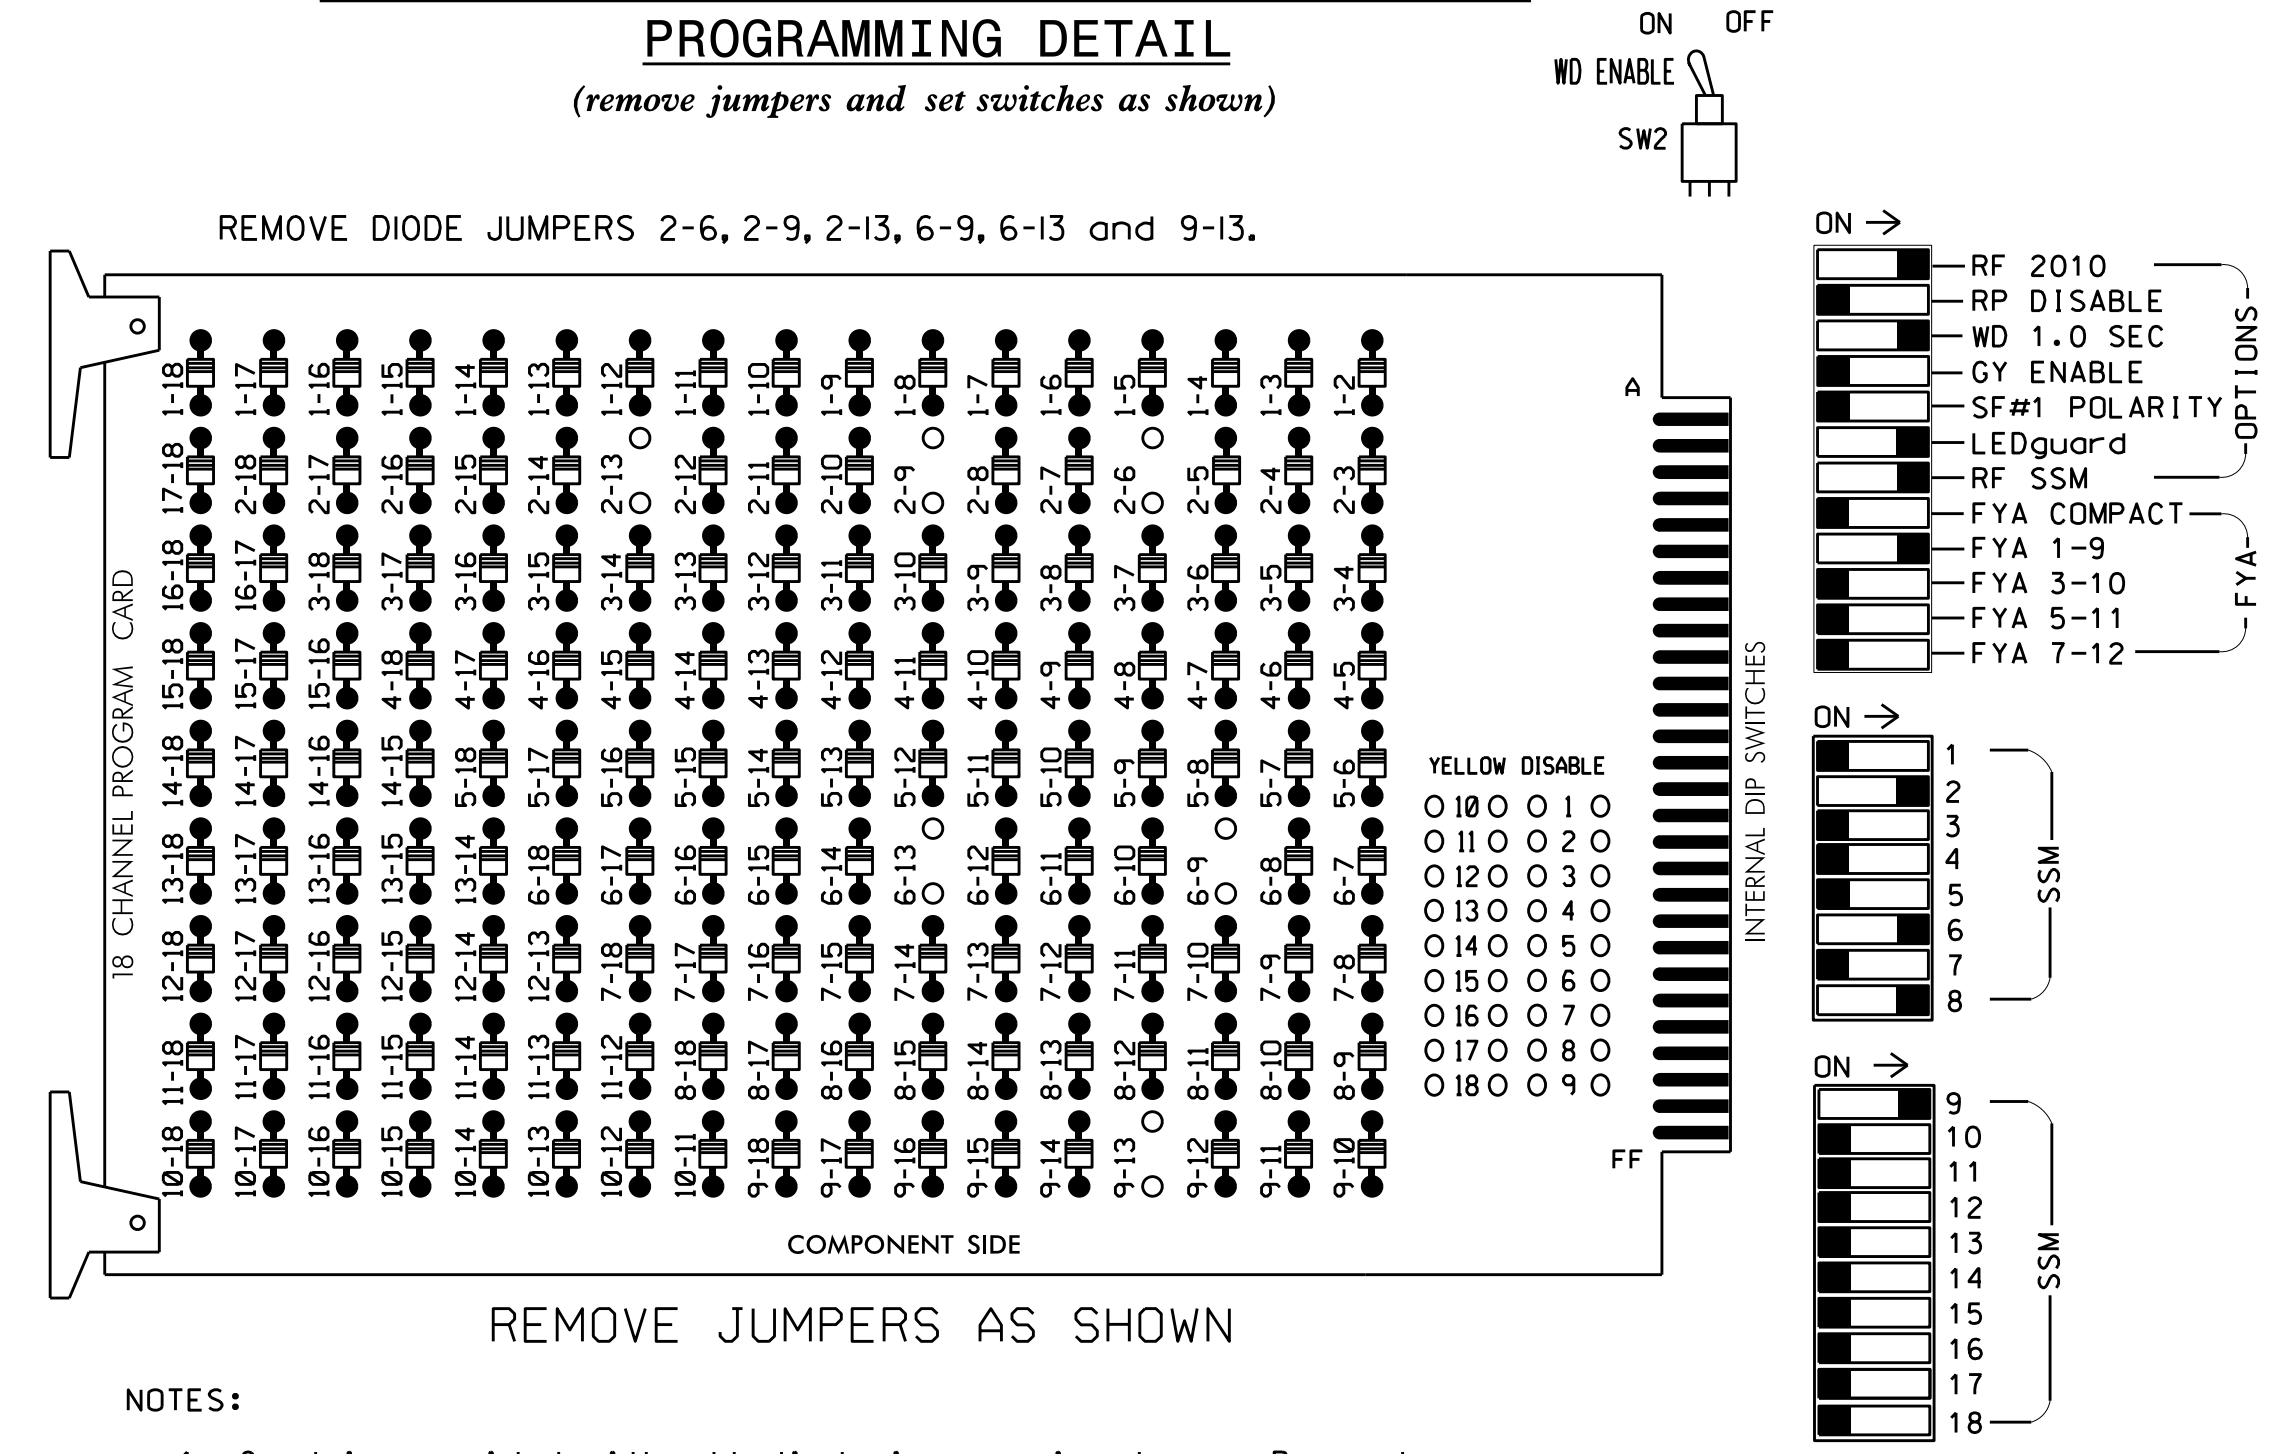 PROGRAMMING DETAIL
(remove jumpers and set switches as shown)
ON OFF
WD ENABLE
SW2
REMOVE DIODE JUMPERS 2-6, 2-9, 2-13, 6-9, 6-13 and 9-13.
18 CHANNEL PROGRAM CARD
1-18 1-17 1-16 1-15 1-14 1-13 1-12 1-11 1-10 1-9 1-8 1-7 1-6 1-5 1-4 1-3 1-2
17-18 2-18 2-17 2-16 2-15 2-14 2-13 2-12 2-11 2-10 2-9 2-8 2-7 2-6 2-5 2-4 2-3
16-18 16-17 3-18 3-17 3-16 3-15 3-14 3-13 3-12 3-11 3-10 3-9 3-8 3-7 3-6 3-5 3-4
15-18 15-17 15-16 4-18 4-17 4-16 4-15 4-14 4-13 4-12 4-11 4-10 4-9 4-8 4-7 4-6 4-5
14-18 14-17 14-16 14-15 5-18 5-17 5-16 5-15 5-14 5-13 5-12 5-11 5-10 5-9 5-8 5-7 5-6
13-18 13-17 13-16 13-15 13-14 6-18 6-17 6-16 6-15 6-14 6-13 6-12 6-11 6-10 6-9 6-8 6-7
12-18 12-17 12-16 12-15 12-14 12-13 7-18 7-17 7-16 7-15 7-14 7-13 7-12 7-11 7-10 7-9 7-8
11-18 11-17 11-16 11-15 11-14 11-13 11-12 8-18 8-17 8-16 8-15 8-14 8-13 8-12 8-11 8-10 8-9
10-18 10-17 10-16 10-15 10-14 10-13 10-12 10-11 9-18 9-17 9-16 9-15 9-14 9-13 9-12 9-11 9-10
YELLOW DISABLE
10 1
11 2
12 3
13 4
14 5
15 6
16 7
17 8
18 9
A
FF
COMPONENT SIDE
INTERNAL DIP SWITCHES
ON
RF 2010
RP DISABLE
WD 1.0 SEC
GY ENABLE
SF#1 POLARITY
LEDguard
RF SSM
OPTIONS
FYA COMPACT
FYA 1-9
FYA 3-10
FYA 5-11
FYA 7-12
FYA
ON
1
2
3
4
5
6
7
8
SSM
ON
9
10
11
12
13
14
15
16
17
18
SSM
REMOVE JUMPERS AS SHOWN
NOTES: